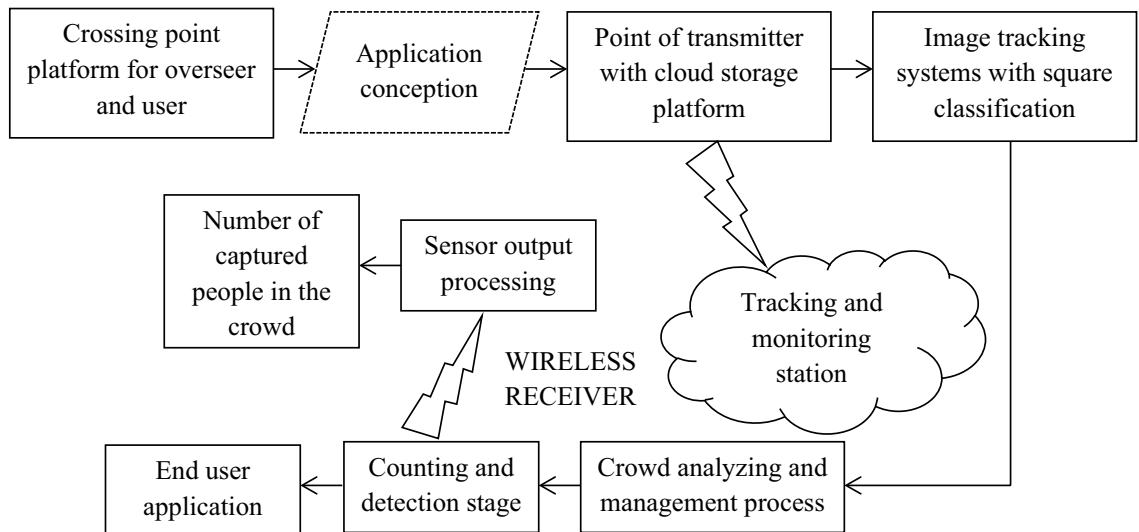 Crossing point
platform for overseer
and user
Application
conception
Point of transmitter
with cloud storage
platform
Image tracking
systems with square
classification
Number of
captured
people in the
crowd
Sensor output
processing
Tracking and
monitoring
station
WIRELESS
RECEIVER
End user
application
Counting and
detection stage
Crowd analyzing and
management process